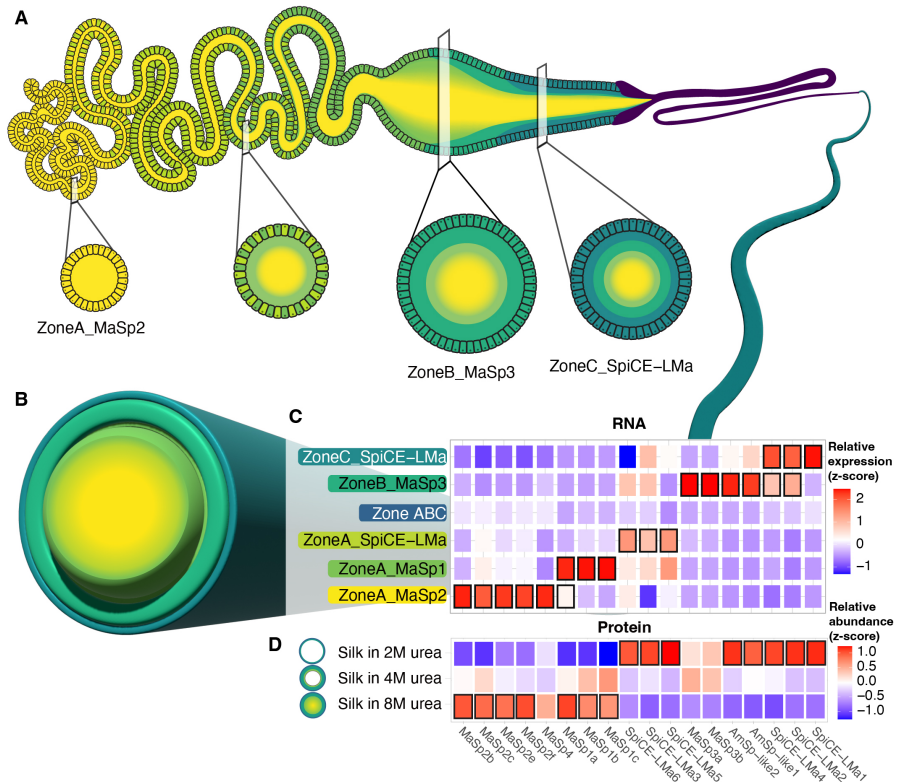 A
ZoneA_MaSp2
ZoneB_MaSp3
ZoneC_SpiCE–LMa
B
C
RNA
ZoneC_SpiCE–LMa
ZoneB_MaSp3
Zone ABC
ZoneA_SpiCE–LMa
ZoneA_MaSp1
ZoneA_MaSp2
Relative
expression
(z-score)
2
1
0
−1
Protein
D
Silk in 2M urea
Silk in 4M urea
Silk in 8M urea
Relative
abundance
(z-score)
1.0
0.5
0.0
−0.5
−1.0
MaSp2b
MaSp2c
MaSp2e
MaSp2f
MaSp4
MaSp1a
MaSp1b
MaSp1c
SpiCE-LMa6
SpiCE-LMa3
SpiCE-LMa5
MaSp3a
MaSp3b
AmSp-like2
AmSp-like1
SpiCE-LMa4
SpiCE-LMa2
SpiCE-LMa1